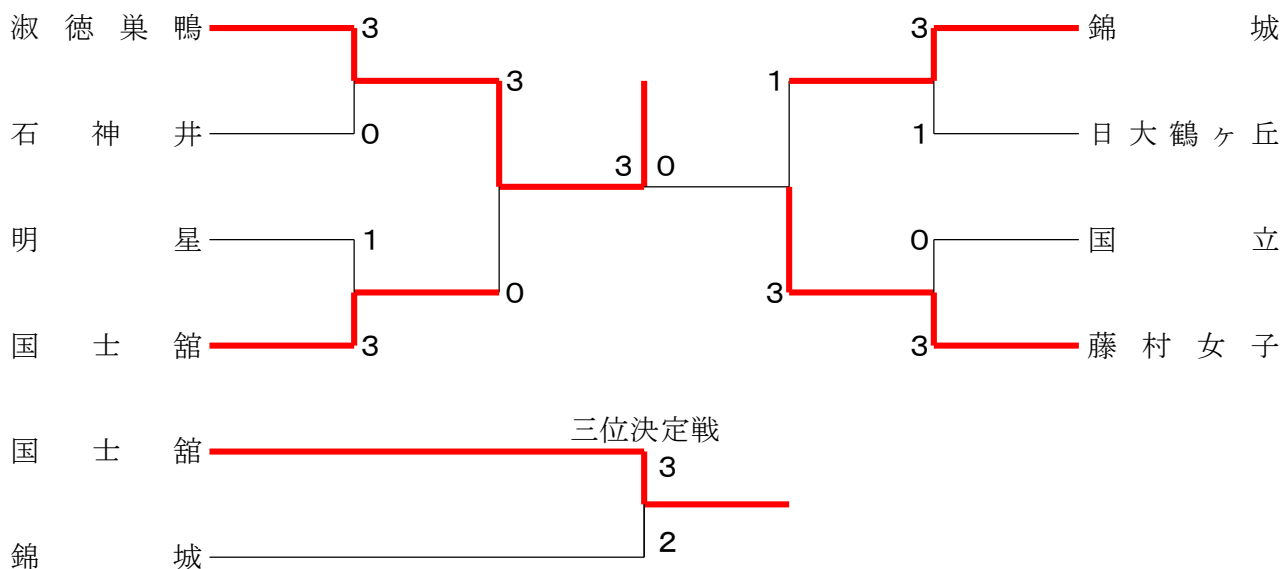 淑徳巣鴨 3 3 錦城
3 1
石神井 0 3 0 1 日大鶴ヶ丘
明星 1 0 国立
0 3
国士舘 3 3 藤村女子
三位決定戦
国士舘 3
錦城 2